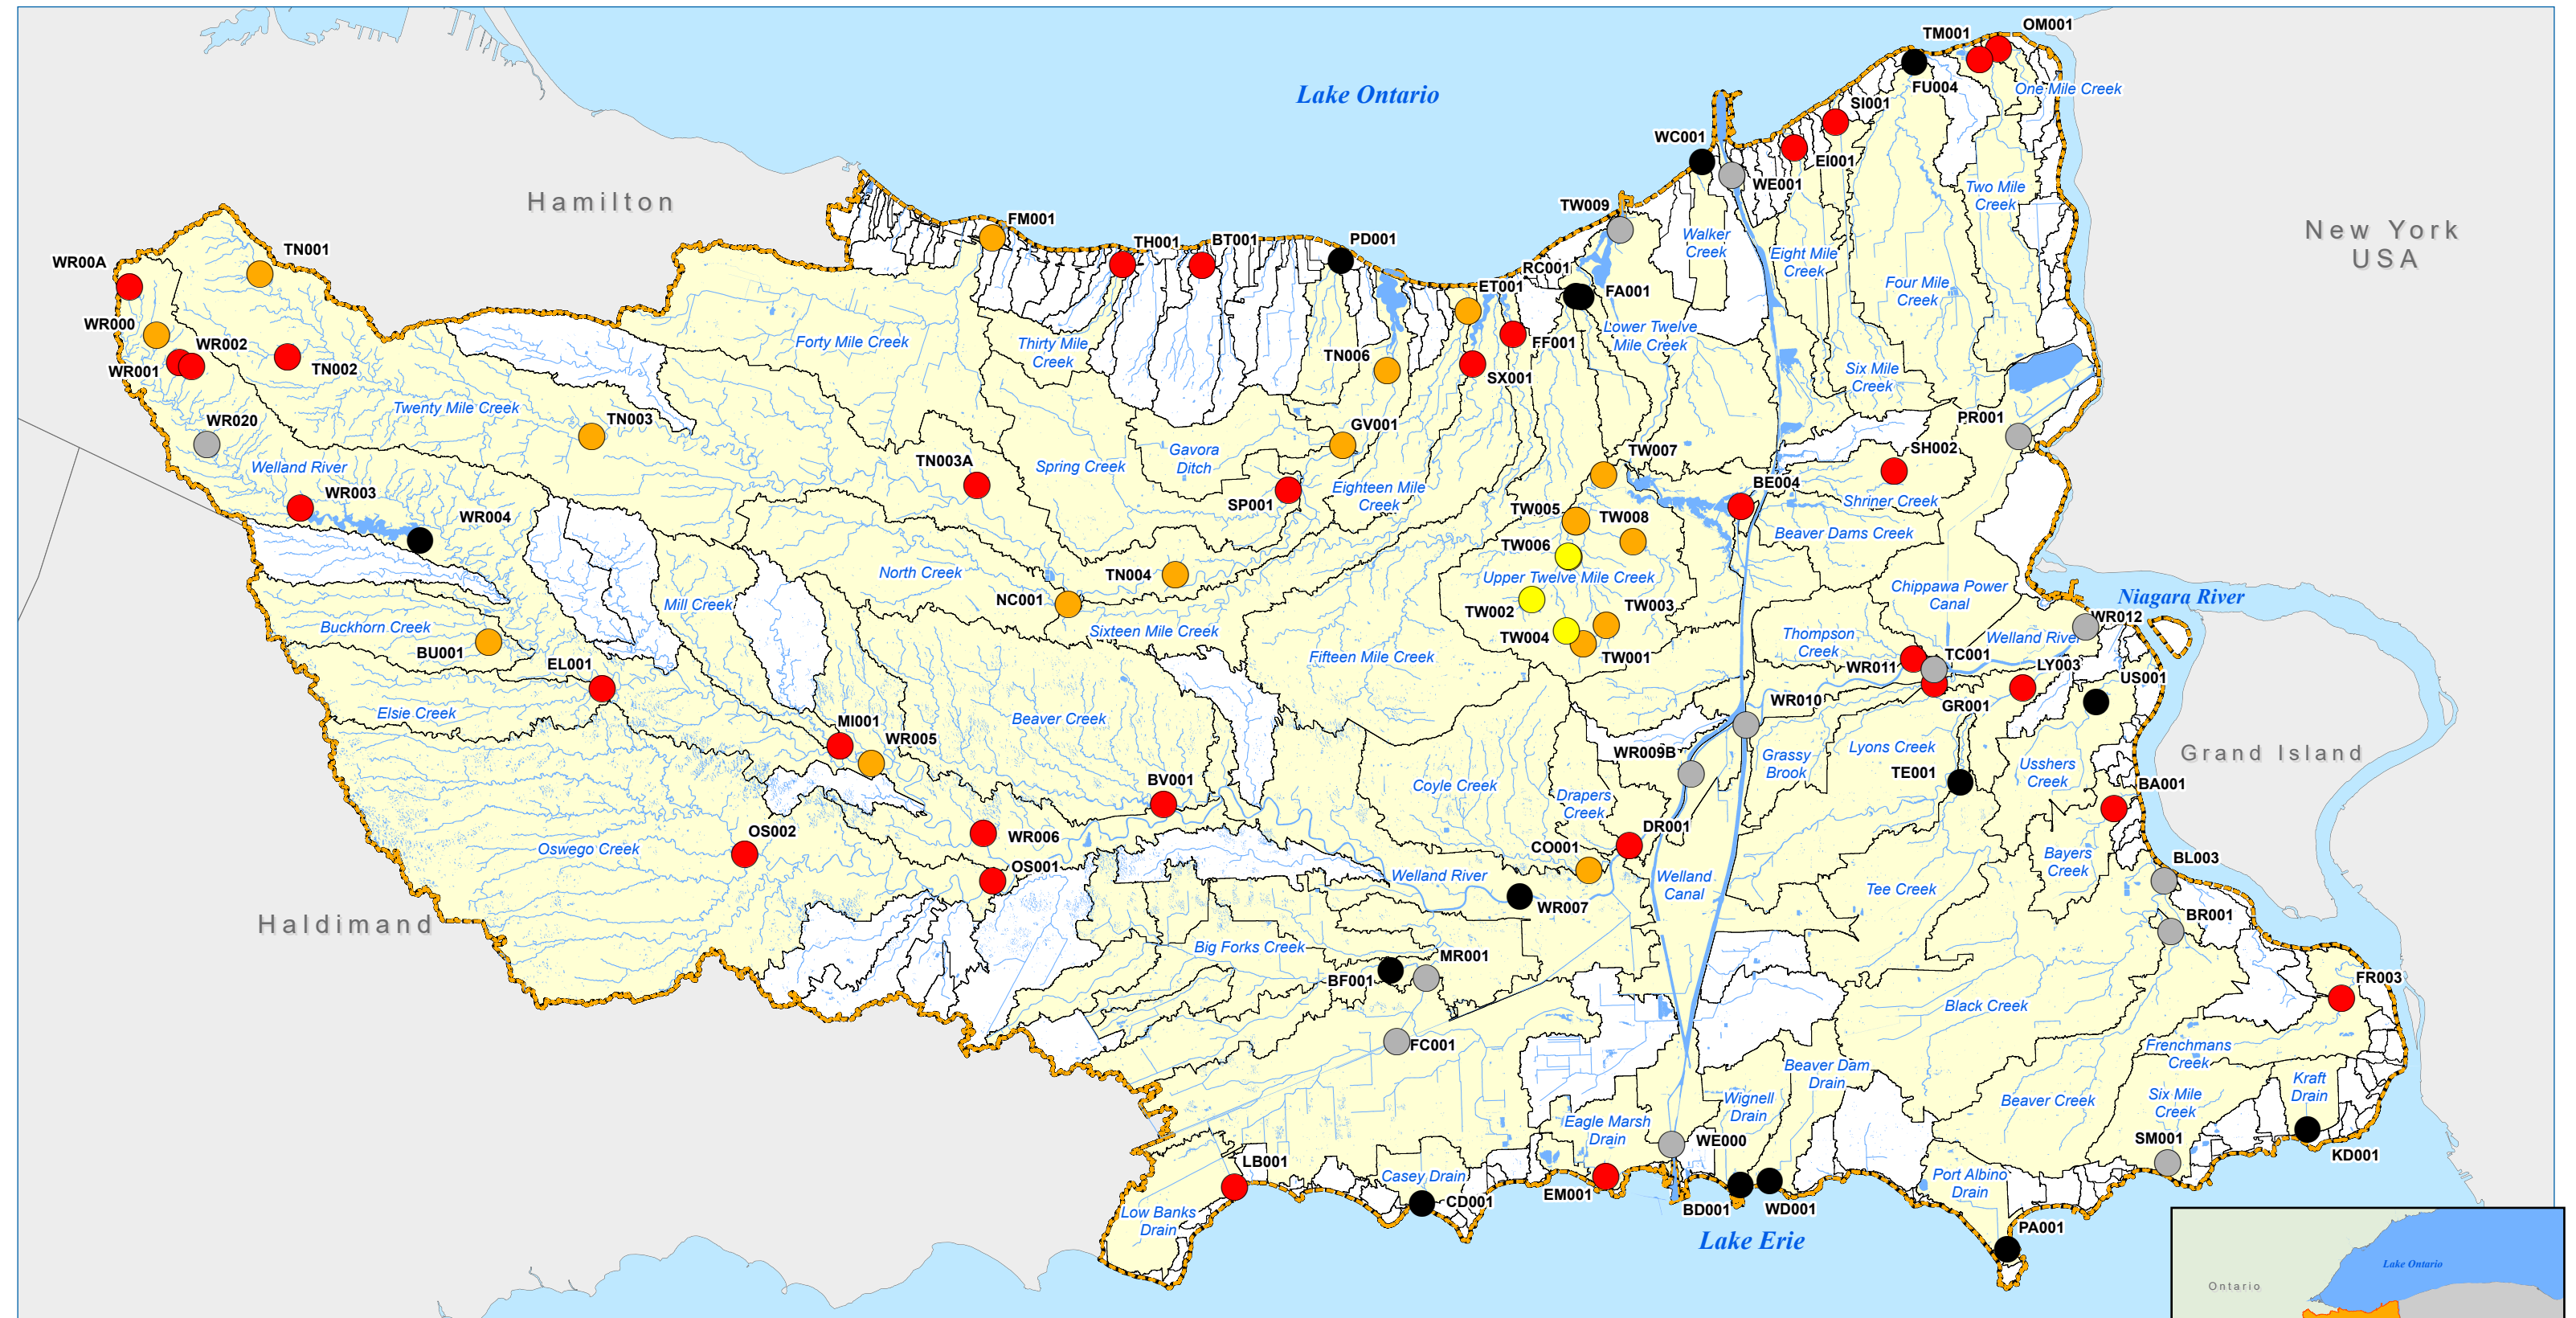 OM001
TM001
FU004
One Mile Creek
Lake Ontario
SI001
WC001
EI001
WE001
Two Mile
Creek
Hamilton
TW009
FM001
New York
USA
Walker
Creek
TH001
BT001
PD001
TN001
WR00A
Eight Mile
Creek
RC001
ET001
FA001
Four Mile
Creek
WR000
Lower Twelve
Mile Creek
Forty Mile Creek
Thirty Mile
Creek
FF001
WR002
TN006
WR001
TN002
SX001
Six Mile
Creek
Twenty Mile Creek
TN003
WR020
GV001
PR001
SH002
TW007
Gavora
Ditch
TN003A
Spring Creek
Welland River
WR003
Eighteen Mile
Creek
SP001
BE004
Shriner Creek
TW005
TW008
WR004
Beaver Dams Creek
TW006
North Creek
TN004
Upper Twelve Mile Creek
Chippawa Power
Canal
Niagara River
NC001
Mill Creek
TW002
TW003
WR012
Buckhorn Creek
Sixteen Mile Creek
TW004
Thompson
Creek
Welland River
BU001
EL001
Fifteen Mile Creek
TW001
TC001
WR011
LY003
US001
Elsie Creek
WR010
GR001
MI001
Beaver Creek
WR005
WR009B
Grassy
Brook
Lyons Creek
Grand Island
TE001
Usshers
Creek
BV001
Coyle Creek
Drapers
Creek
BA001
OS002
WR006
DR001
Oswego Creek
CO001
Bayers
Creek
BL003
OS001
Welland River
Welland
Canal
Tee Creek
WR007
Haldimand
BR001
Big Forks Creek
MR001
BF001
FR003
Black Creek
FC001
Frenchmans
Creek
Beaver Dam
Drain
Kraft
Drain
Wignell
Drain
Beaver Creek
Six Mile
Creek
Eagle Marsh
Drain
WE000
SM001
KD001
LB001
Casey Drain
Port Albino
Drain
EM001
CD001
BD001
WD001
Low Banks
Drain
PA001
Lake Erie
Lake Ontario
Ontario